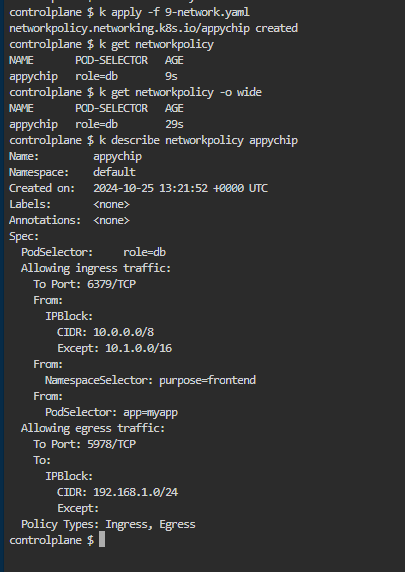 controlplane $ k apply -f 9-network.yaml
networkpolicy.networking.k8s.io/appychip created
controlplane $ k get networkpolicy
NAME       POD-SELECTOR   AGE
appychip   role=db        9s
controlplane $ k get networkpolicy -o wide
NAME       POD-SELECTOR   AGE
appychip   role=db        29s
controlplane $ k describe networkpolicy appychip
Name:         appychip
Namespace:    default
Created on:   2024-10-25 13:21:52 +0000 UTC
Labels:       <none>
Annotations:  <none>
Spec:
  PodSelector:     role=db
  Allowing ingress traffic:
    To Port: 6379/TCP
    From:
      IPBlock:
        CIDR: 10.0.0.0/8
        Except: 10.1.0.0/16
    From:
      NamespaceSelector: purpose=frontend
    From:
      PodSelector: app=myapp
  Allowing egress traffic:
    To Port: 5978/TCP
    To:
      IPBlock:
        CIDR: 192.168.1.0/24
        Except:
  Policy Types: Ingress, Egress
controlplane $